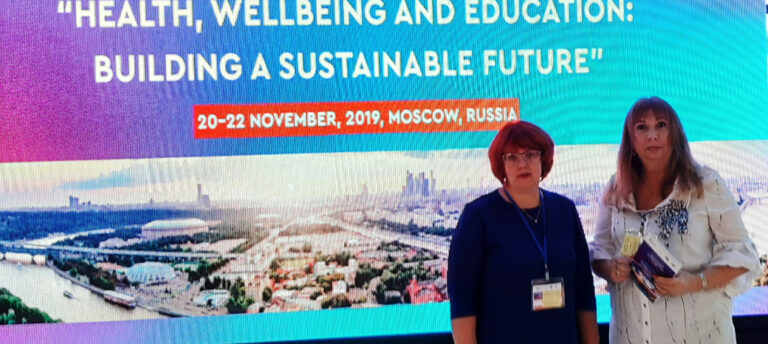 “HEALTH, WELLBEING AND EDUCATION:
BUILDING A SUSTAINABLE FUTURE”
20–22 NOVEMBER, 2019, MOSCOW, RUSSIA